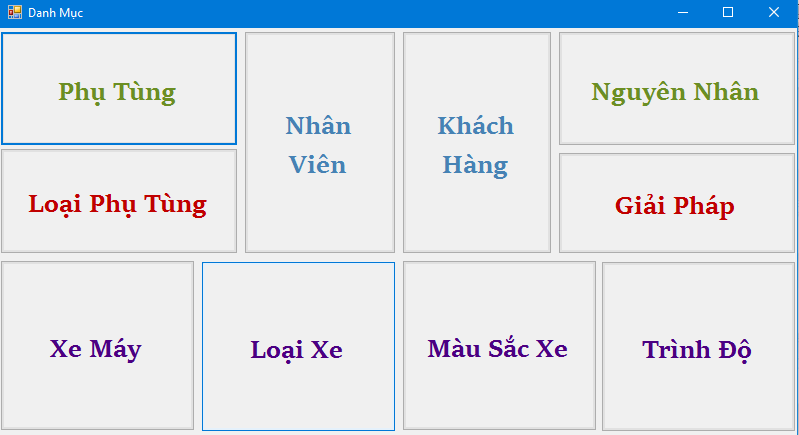 Danh Mục
Phụ Tùng
Nhân
Viên
Khách
Hàng
Nguyên Nhân
Loại Phụ Tùng
Giải Pháp
Xe Máy
Loại Xe
Màu Sắc Xe
Trình Độ